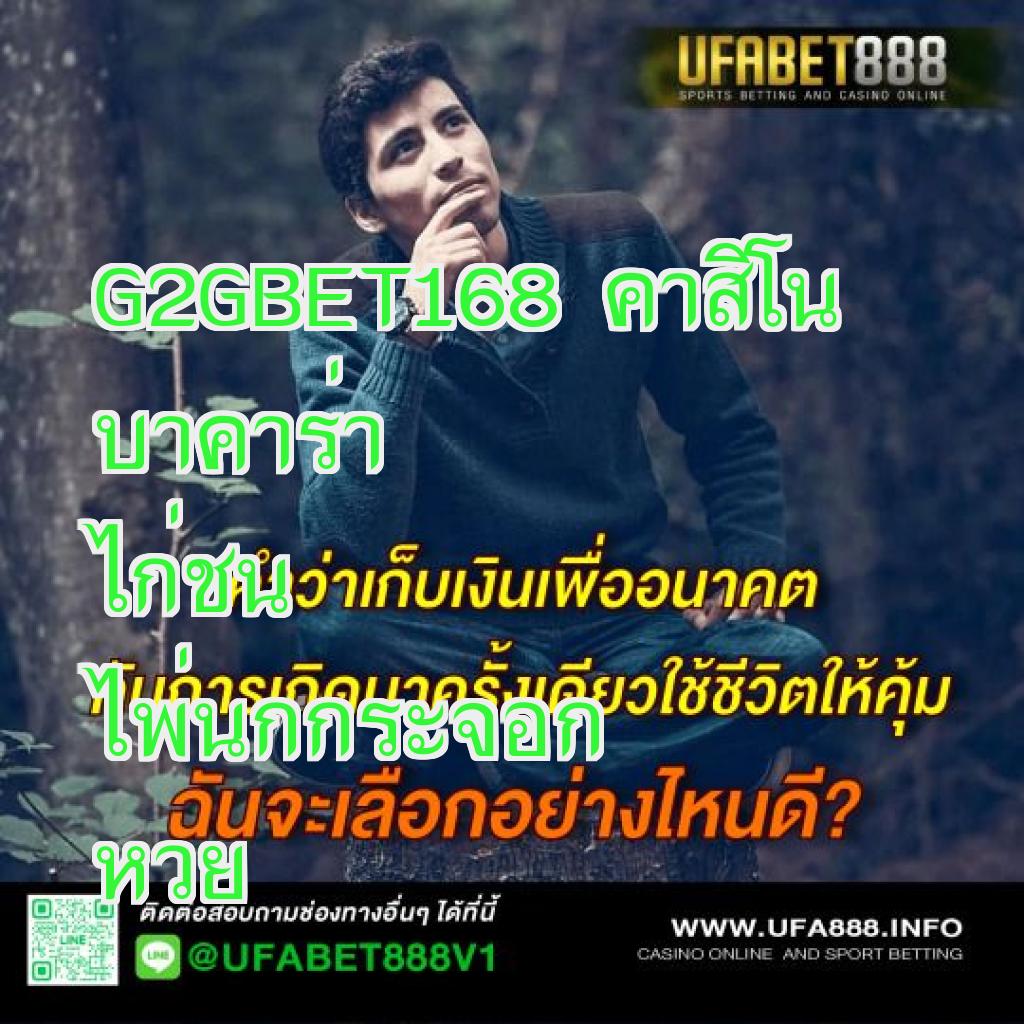 UFABET888
SPORTS BETTING AND CASINO ONLINE
G2GBET168 คาสิโน
บาคาร่า
ไก่ชน
ว่าเก็บเงินเพื่ออนาคต
ใช้ชีวิตให้คุ้ม
ไพ่นกกระจอก
ฉันจะเลือกอย่างไหนดี?
หวย
ติดต่อสอบถามช่องทางอื่นๆ ได้ที่นี้
LINE
LINE
@UFABET888V1
WWW.UFA888.INFO
CASINO ONLINE AND SPORT BETTING